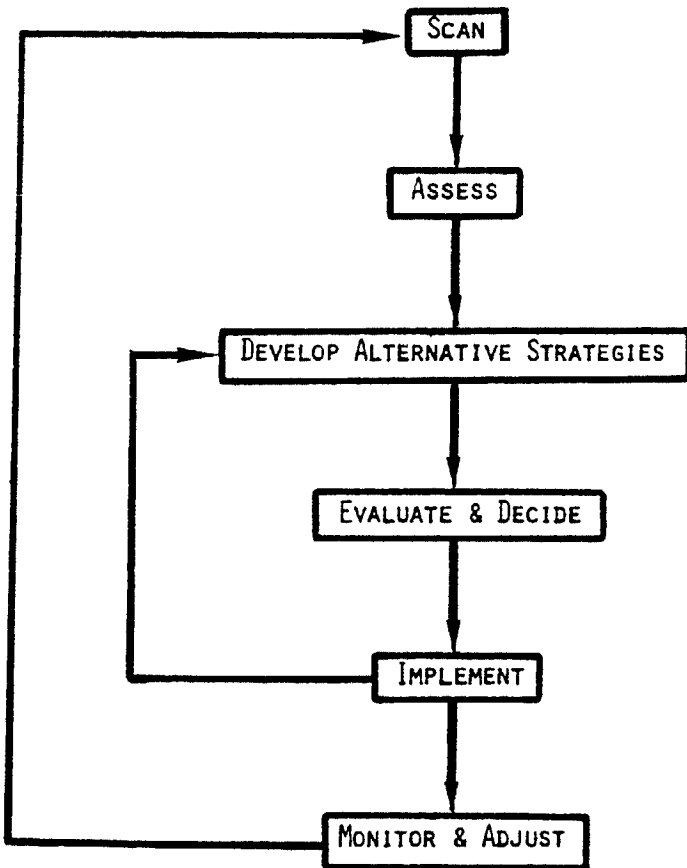 SCAN
ASSESS
DEVELOP ALTERNATIVE STRATEGIES
EVALUATE & DECIDE
IMPLEMENT
MONITOR & ADJUST